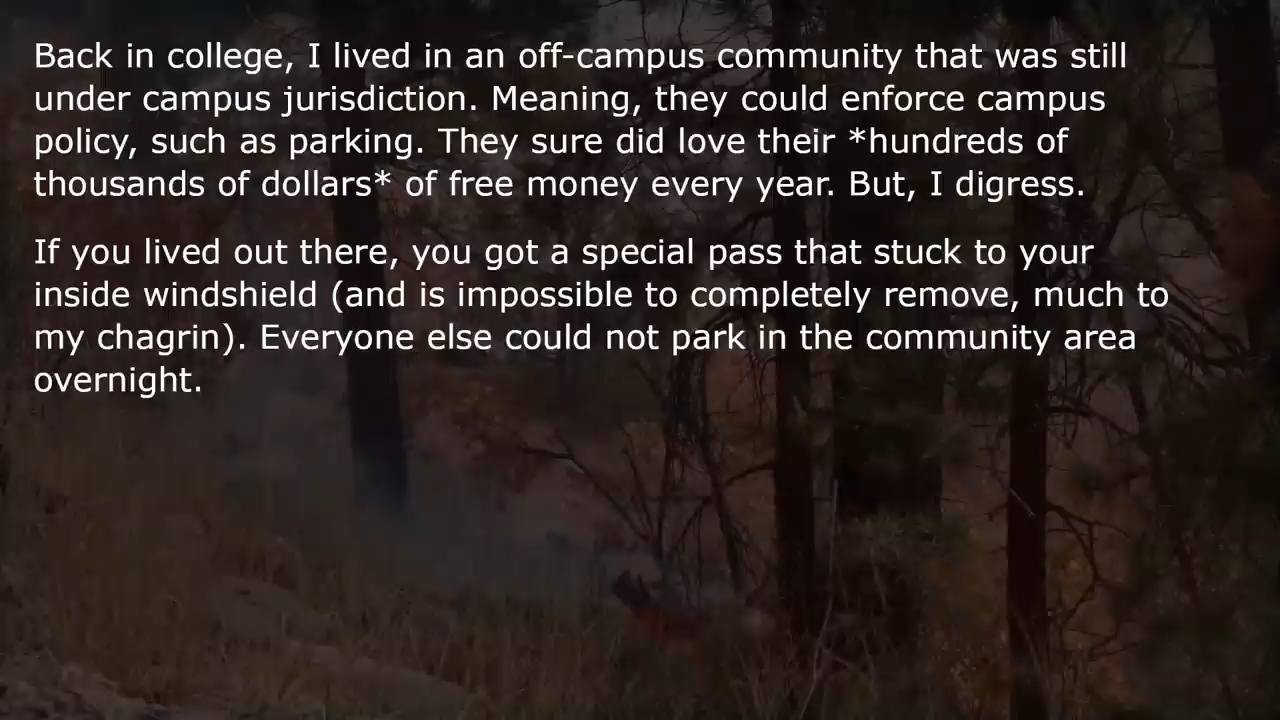 Back in college, I lived in an off-campus community that was still
under campus jurisdiction. Meaning, they could enforce campus
policy, such as parking. They sure did love their *hundreds of
thousands of dollars* of free money every year. But, I digress.
If you lived out there, you got a special pass that stuck to your
inside windshield (and is impossible to completely remove, much to
my chagrin). Everyone else could not park in the community area
overnight.